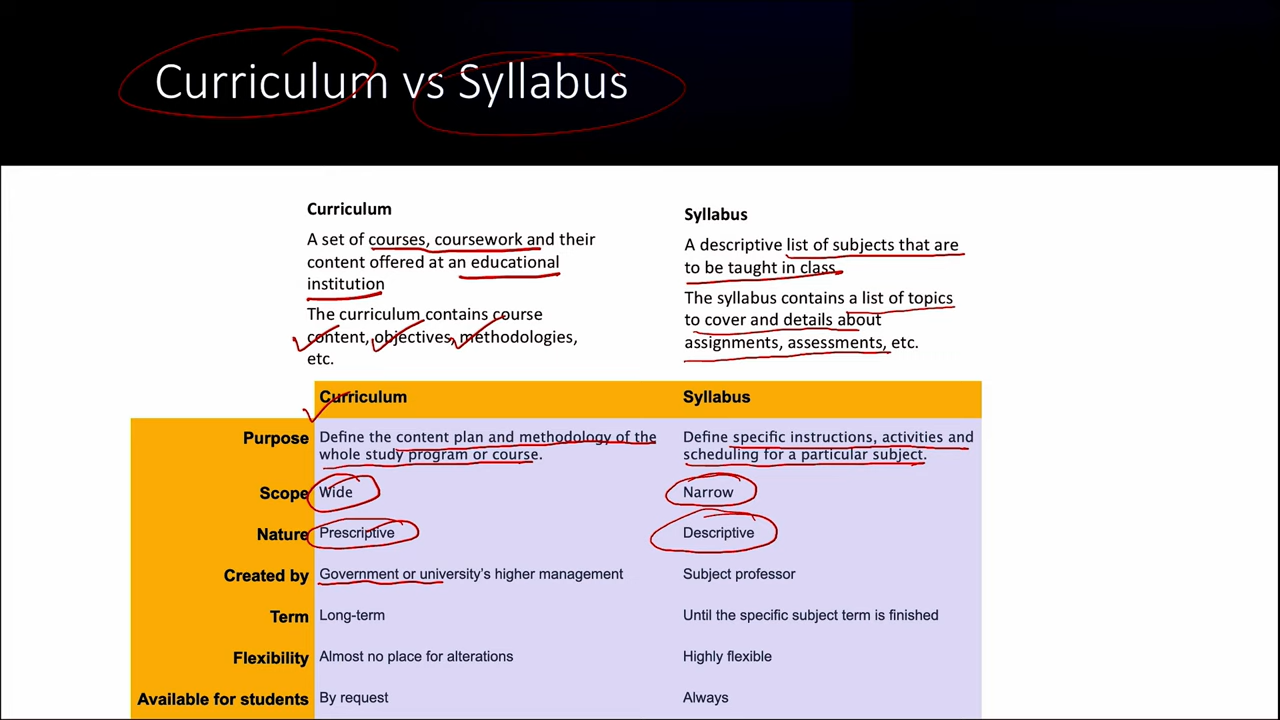 Curriculum vs Syllabus
Curriculum
A set of courses, coursework and their
content offered at an educational
institution
The curriculum contains course
content, objectives, methodologies,
etc.
Syllabus
A descriptive list of subjects that are
to be taught in class.
The syllabus contains a list of topics
to cover and details about
assignments, assessments, etc.
Curriculum Syllabus
Purpose Define the content plan and methodology of the Define specific instructions, activities and
whole study program or course. scheduling for a particular subject.
Scope Wide Narrow
Nature Prescriptive Descriptive
Created by Government or university's higher management Subject professor
Term Long-term Until the specific subject term is finished
Flexibility Almost no place for alterations Highly flexible
Available for students By request Always